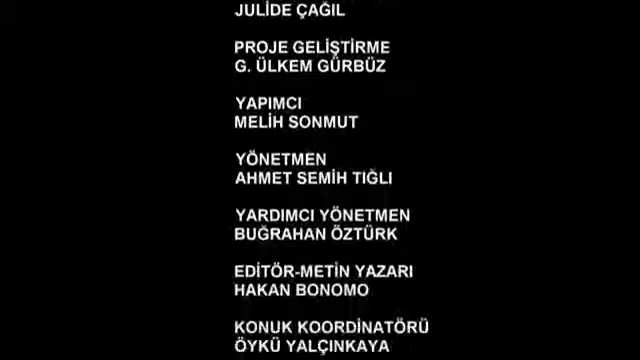 JULİDE ÇAĞIL
PROJE GELİŞTİRME
G. ÜLKEM GÜRBÜZ
YAPIMCI
MELİH SONMUT
YÖNETMEN
AHMET SEMİH TIĞLI
YARDIMCI YÖNETMEN
BUĞRAHAN ÖZTÜRK
EDİTÖR-METİN YAZARI
HAKAN BONOMO
KONUK KOORDİNATÖRÜ
ÖYKÜ YALÇINKAYA